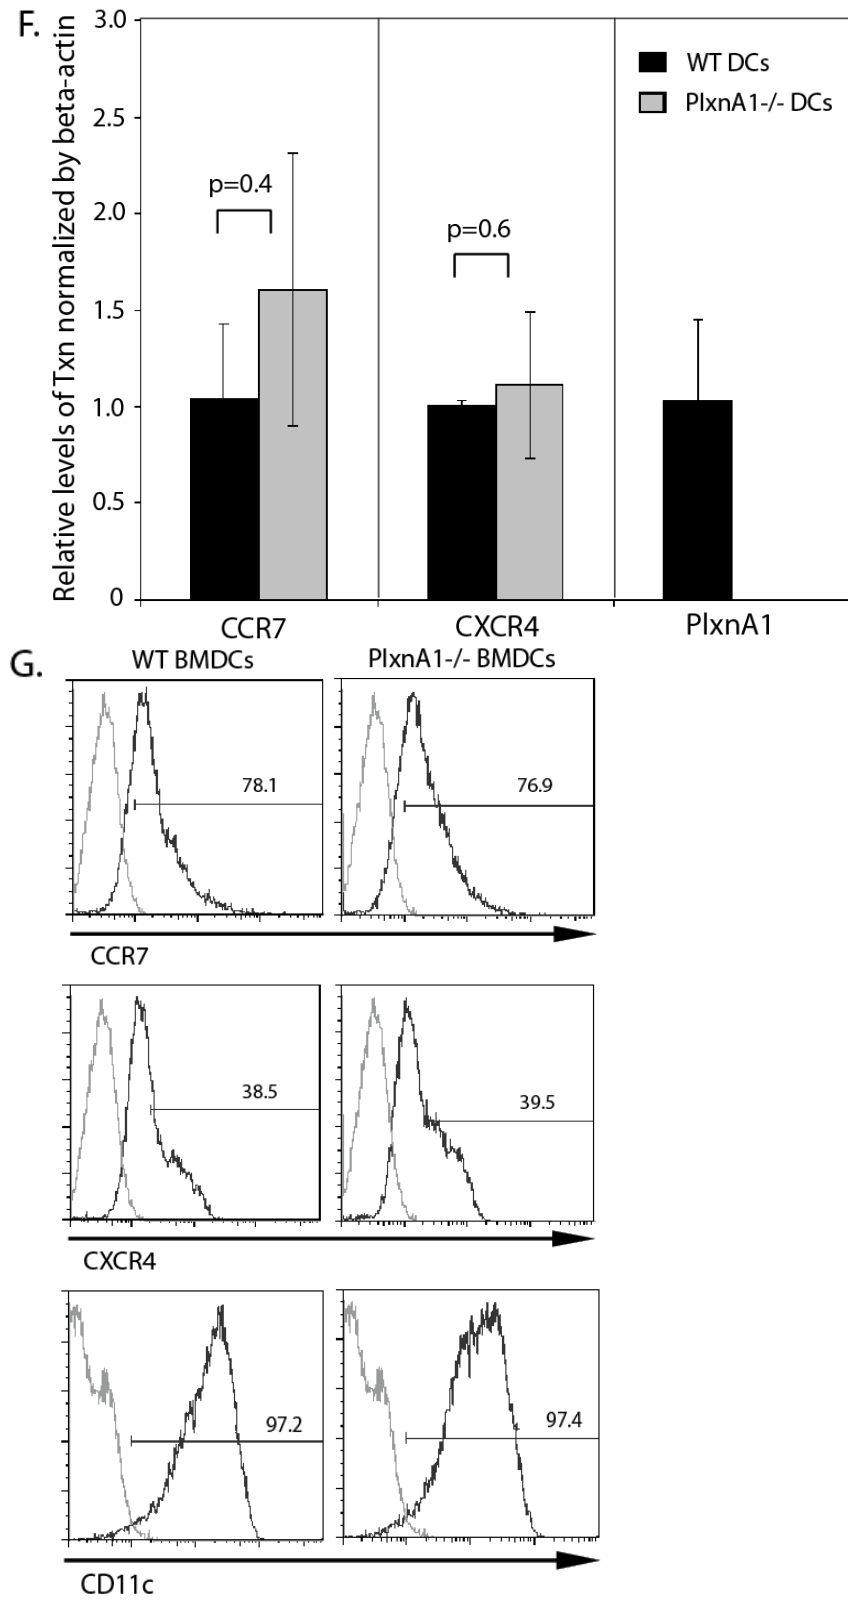 F.
Relative levels of Txn normalized by beta-actin
3.0
2.5
2.0
1.5
1.0
0.5
0
WT DCs
PlxnA1-/- DCs
p=0.4
p=0.6
CCR7
CXCR4
PlxnA1
G.
WT BMDCs
PlxnA1-/- BMDCs
78.1
76.9
CCR7
38.5
39.5
CXCR4
97.2
97.4
CD11c